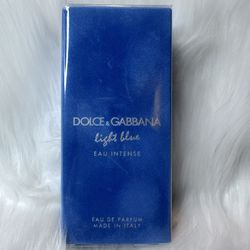 DOLCE & GABBANA
light blue
EAU INTENSE
EAU DE PARFUM
MADE IN ITALY